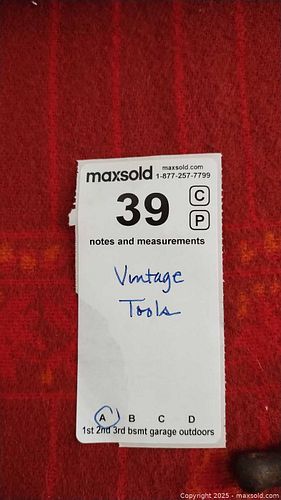 maxsold maxsold.com
1-877-257-7799
39 C
P
notes and measurements
Vintage
Tools
A B C D
1st 2nd 3rd bsmt garage outdoors
Copyright 2025 - maxsold.com